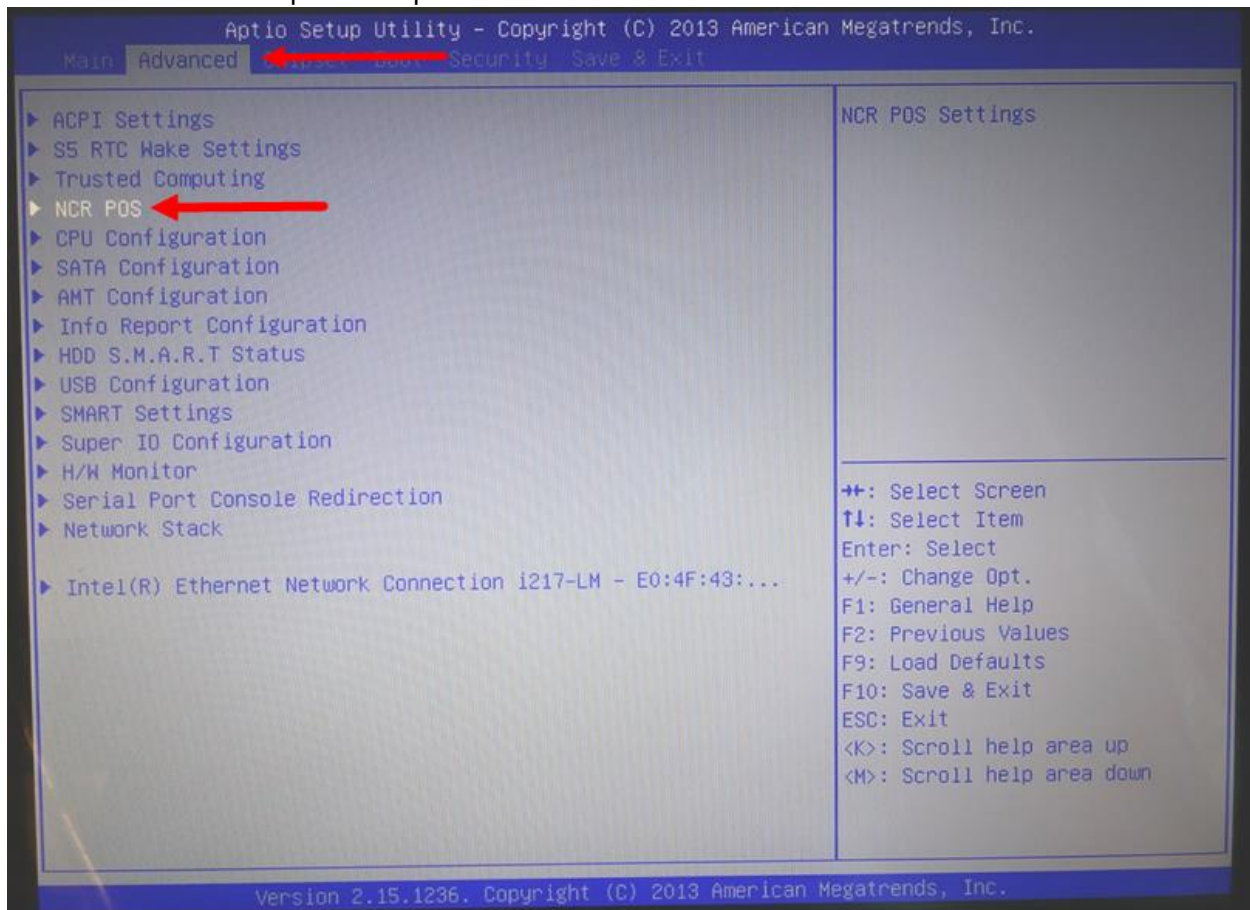 Aptio Setup Utility – Copyright (C) 2013 American Megatrends, Inc.
Main Advanced Security Save & Exit
ACPI Settings
S5 RTC Wake Settings
Trusted Computing
NCR POS
CPU Configuration
SATA Configuration
AMT Configuration
Info Report Configuration
HDD S.M.A.R.T Status
USB Configuration
SMART Settings
Super IO Configuration
H/W Monitor
Serial Port Console Redirection
Network Stack
Intel(R) Ethernet Network Connection i217-LM – E0:4F:43:...
NCR POS Settings
→←: Select Screen
↑↓: Select Item
Enter: Select
+/-: Change Opt.
F1: General Help
F2: Previous Values
F9: Load Defaults
F10: Save & Exit
ESC: Exit
<K>: Scroll help area up
<M>: Scroll help area down
Version 2.15.1236. Copyright (C) 2013 American Megatrends, Inc.